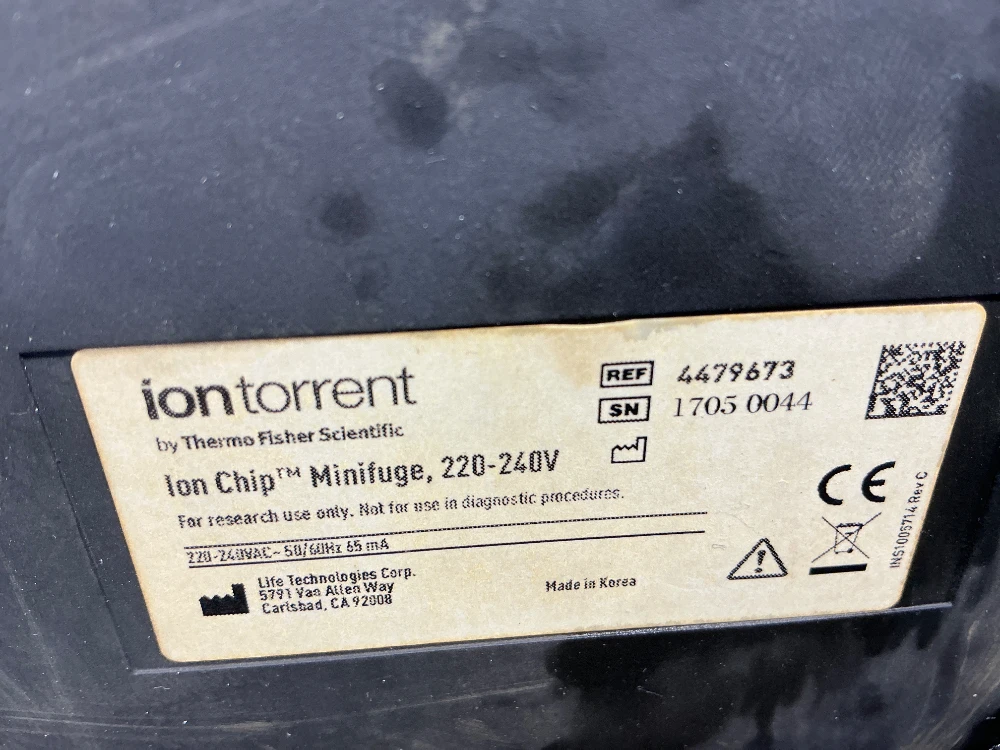 iontorrent
by Thermo Fisher Scientific
Ion Chip™ Minifuge, 220-240V
For research use only. Not for use in diagnostic procedures.
220-240VAC~ 50/60Hz 65 mA
Life Technologies Corp.
5791 Van Allen Way
Carlsbad, CA 92008
Made in Korea
REF 4479673
SN 1705 0044
CE
INS1005714 Rev C